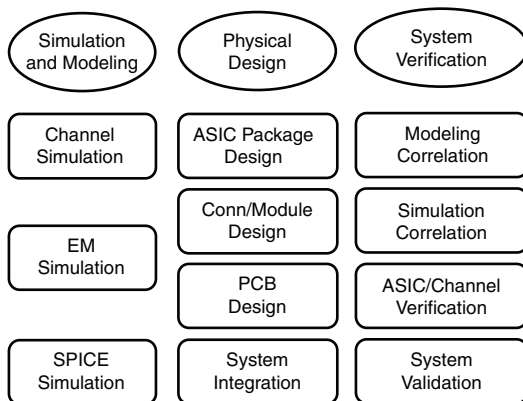 Simulation
and Modeling
Physical
Design
System
Verification
Channel
Simulation
ASIC Package
Design
Modeling
Correlation
EM
Simulation
Conn/Module
Design
Simulation
Correlation
PCB
Design
ASIC/Channel
Verification
SPICE
Simulation
System
Integration
System
Validation